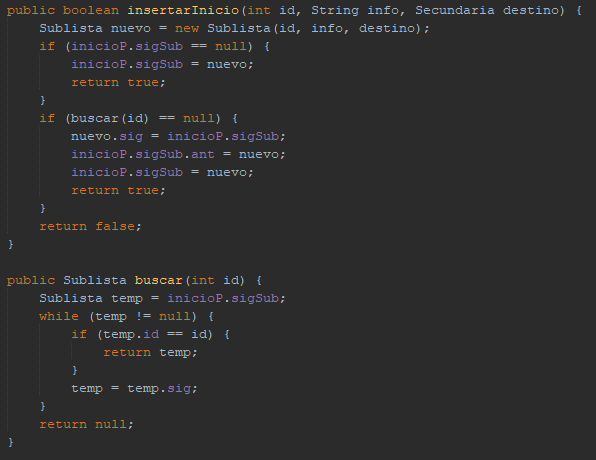 public boolean insertarInicio(int id, String info, Secundaria destino) {
    Sublista nuevo = new Sublista(id, info, destino);
    if (inicioP.sigSub == null) {
        inicioP.sigSub = nuevo;
        return true;
    }
    if (buscar(id) == null) {
        nuevo.sig = inicioP.sigSub;
        inicioP.sigSub.ant = nuevo;
        inicioP.sigSub = nuevo;
        return true;
    }
    return false;
}

public Sublista buscar(int id) {
    Sublista temp = inicioP.sigSub;
    while (temp != null) {
        if (temp.id == id) {
            return temp;
        }
        temp = temp.sig;
    }
    return null;
}